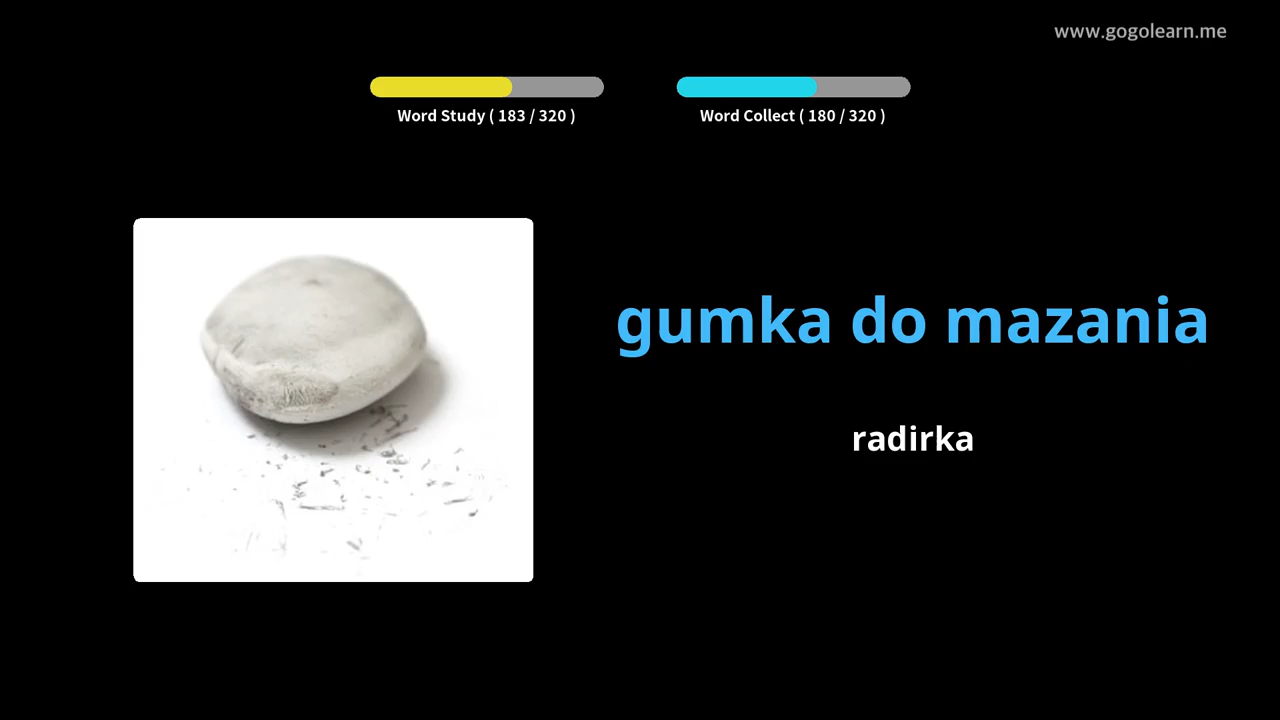 www.gogolearn.me
Word Study ( 183 / 320 )
Word Collect ( 180 / 320 )
gumka do mazania
radirka